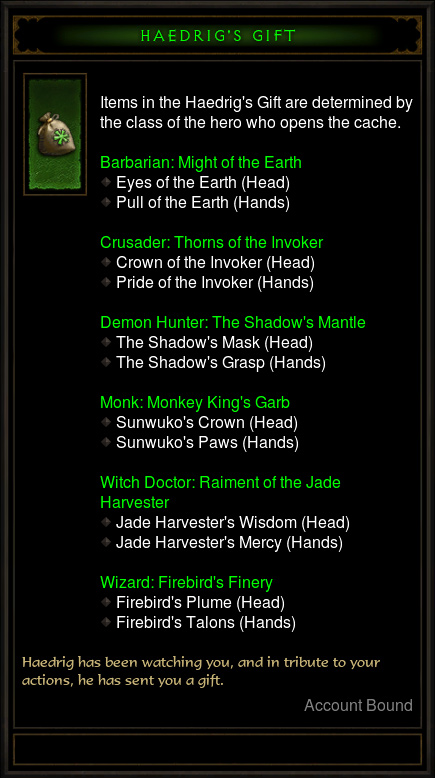 HAEDRIG'S GIFT
Items in the Haedrig's Gift are determined by
the class of the hero who opens the cache.
Barbarian: Might of the Earth
Eyes of the Earth (Head)
Pull of the Earth (Hands)
Crusader: Thorns of the Invoker
Crown of the Invoker (Head)
Pride of the Invoker (Hands)
Demon Hunter: The Shadow's Mantle
The Shadow's Mask (Head)
The Shadow's Grasp (Hands)
Monk: Monkey King's Garb
Sunwuko's Crown (Head)
Sunwuko's Paws (Hands)
Witch Doctor: Raiment of the Jade
Harvester
Jade Harvester's Wisdom (Head)
Jade Harvester's Mercy (Hands)
Wizard: Firebird's Finery
Firebird's Plume (Head)
Firebird's Talons (Hands)
Haedrig has been watching you, and in tribute to your
actions, he has sent you a gift.
Account Bound